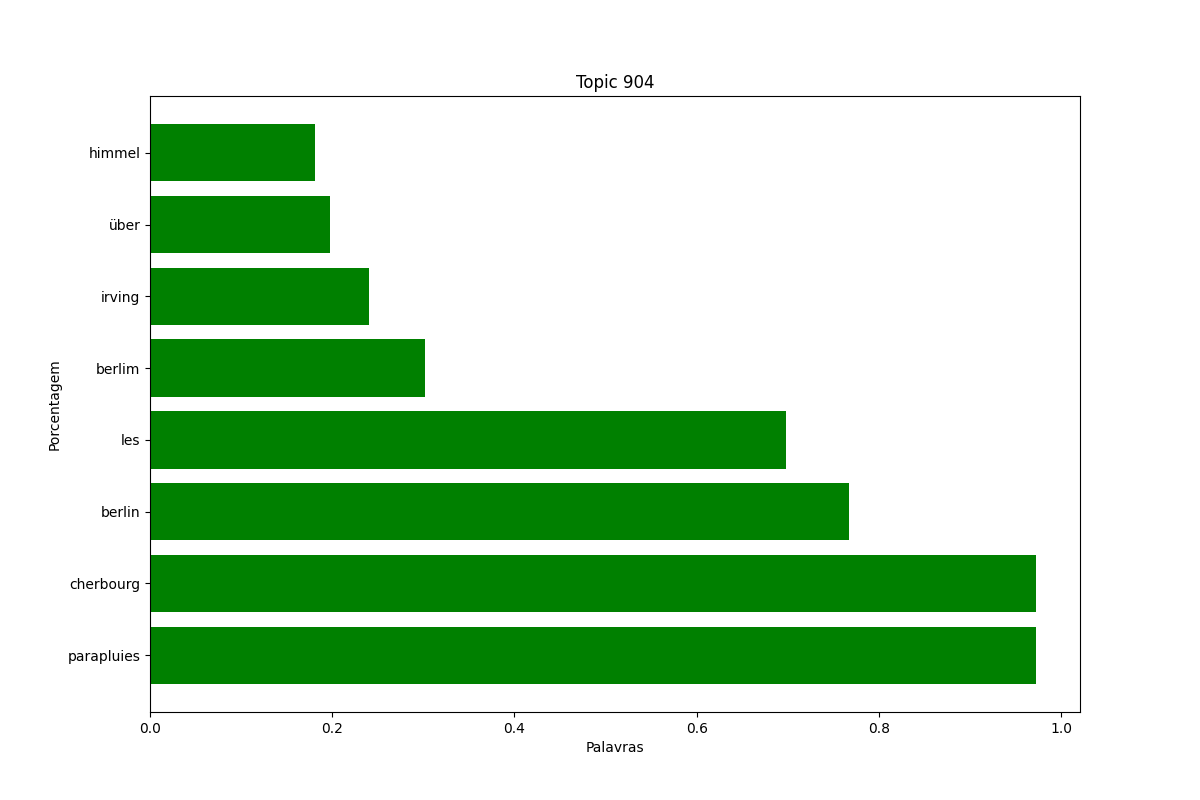 Topic 904
himmel
über
irving
berlim
les
berlin
cherbourg
parapluies
Porcentagem
0.0 0.2 0.4 0.6 0.8 1.0
Palavras